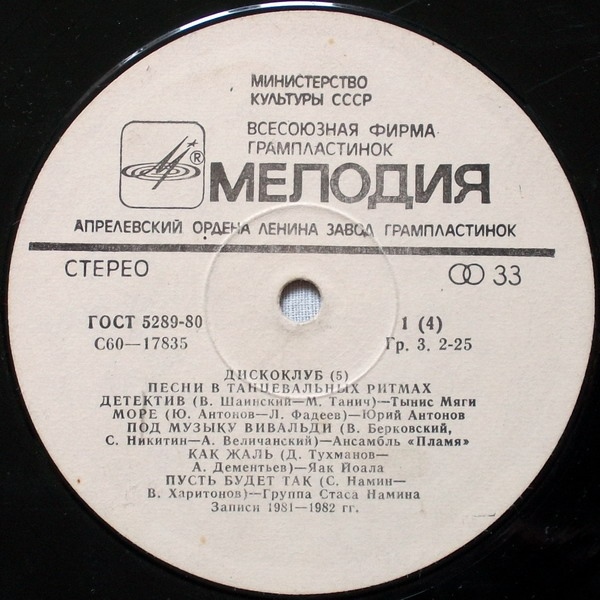 МИНИСТЕРСТВО
КУЛЬТУРЫ СССР
ВСЕСОЮЗНАЯ ФИРМА
ГРАМПЛАСТИНОК
®
МЕЛОДИЯ
АПРЕЛЕВСКИЙ ОРДЕНА ЛЕНИНА ЗАВОД ГРАМПЛАСТИНОК
СТЕРЕО 33
ГОСТ 5289-80 1 (4)
С60—17835 Гр. 3. 2-25
ДИСКОКЛУБ (5)
ПЕСНИ В ТАНЦЕВАЛЬНЫХ РИТМАХ
ДЕТЕКТИВ (В. Шаинский—М. Танич)—Тынис Мяги
МОРЕ (Ю. Антонов—Л. Фадеев)—Юрий Антонов
ПОД МУЗЫКУ ВИВАЛЬДИ (В. Берковский,
С. Никитин—А. Величанский)—Ансамбль «Пламя»
КАК ЖАЛЬ (Д. Тухманов—
А. Дементьев)—Яак Йоала
ПУСТЬ БУДЕТ ТАК (С. Намин—
В. Харитонов)—Группа Стаса Намина
Записи 1981—1982 гг.